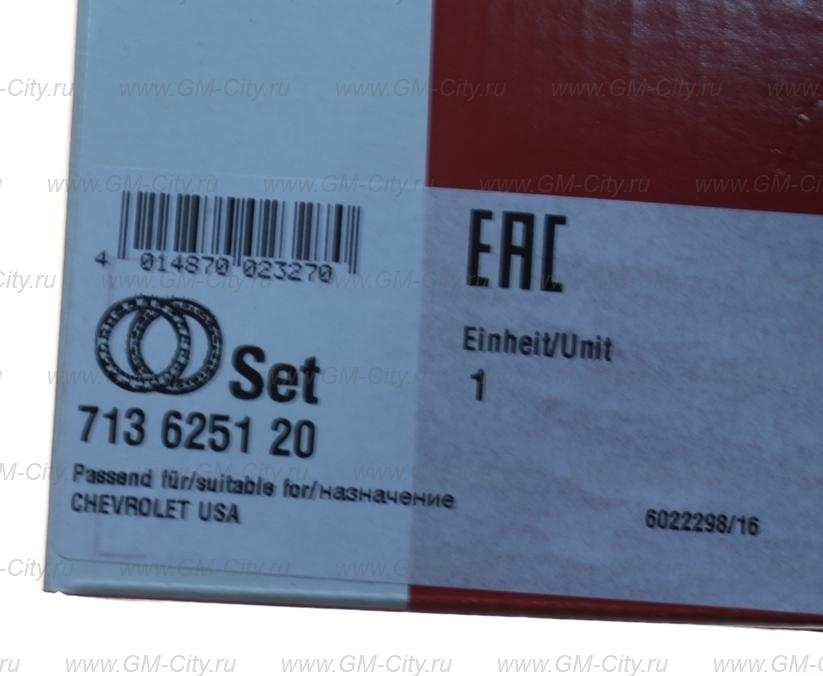 4 014870 023270
Set
713 6251 20
Passend für/suitable for/назначение
CHEVROLET USA
EAC
Einheit/Unit
1
6022298/16
www.GM-City.ru